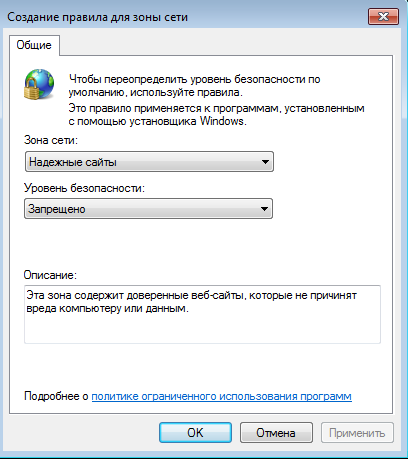 Создание правила для зоны сети
Общие
Чтобы переопределить уровень безопасности по
умолчанию, используйте правила.
Это правило применяется к программам, установленным
с помощью установщика Windows.
Зона сети:
Надежные сайты
Уровень безопасности:
Запрещено
Описание:
Эта зона содержит доверенные веб-сайты, которые не причинят
вреда компьютеру или данным.
Подробнее о политике ограниченного использования программ
OK
Отмена
Применить